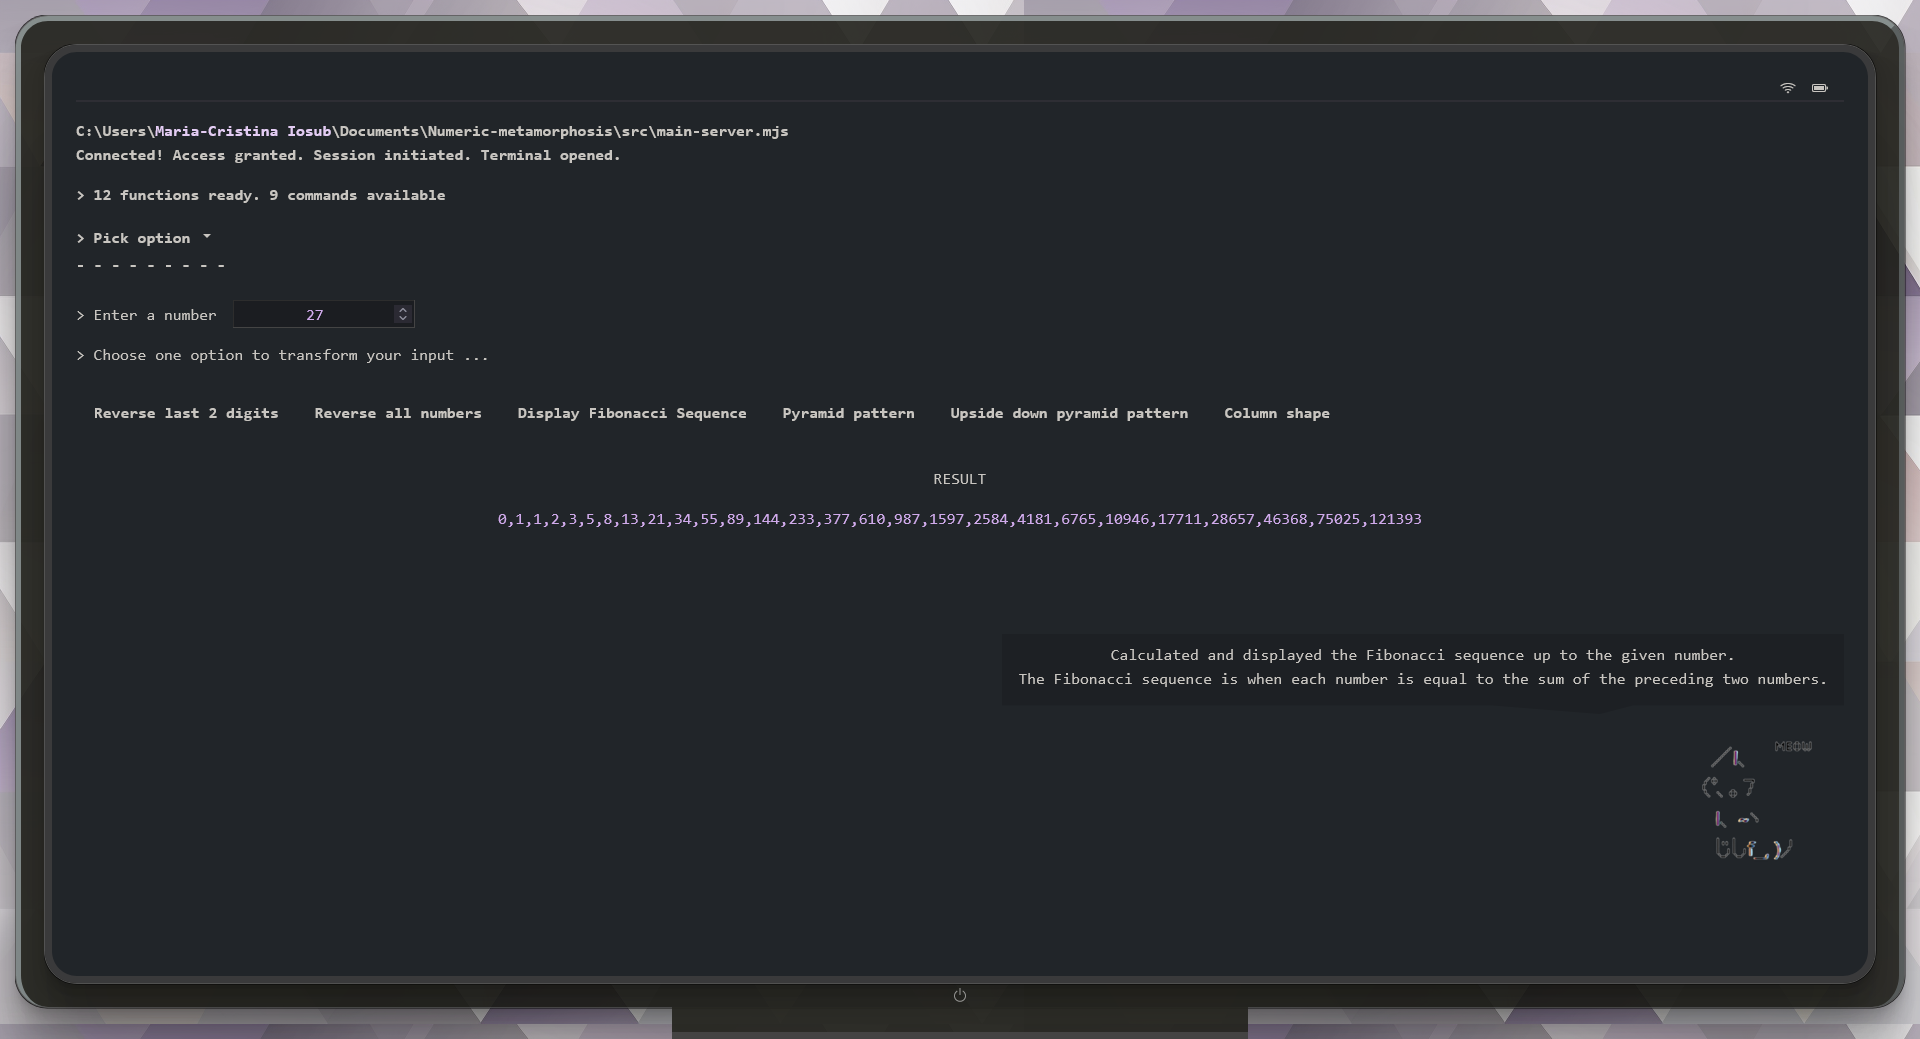 C:\Users\Maria-Cristina Iosub\Documents\Numeric-metamorphosis\src\main-server.mjs
Connected! Access granted. Session initiated. Terminal opened.
> 12 functions ready. 9 commands available
> Pick option
- - - - - - - - -
> Enter a number 27
> Choose one option to transform your input ...
Reverse last 2 digits Reverse all numbers Display Fibonacci Sequence Pyramid pattern Upside down pyramid pattern Column shape
RESULT
0,1,1,2,3,5,8,13,21,34,55,89,144,233,377,610,987,1597,2584,4181,6765,10946,17711,28657,46368,75025,121393
Calculated and displayed the Fibonacci sequence up to the given number.
The Fibonacci sequence is when each number is equal to the sum of the preceding two numbers.
MEOW